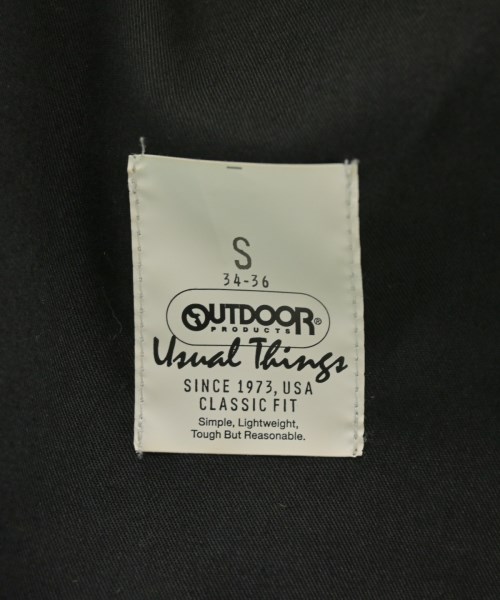 S
34-36
OUTDOOR®
PRODUCTS
Usual Things
SINCE 1973, USA
CLASSIC FIT
Simple, Lightweight,
Tough But Reasonable.